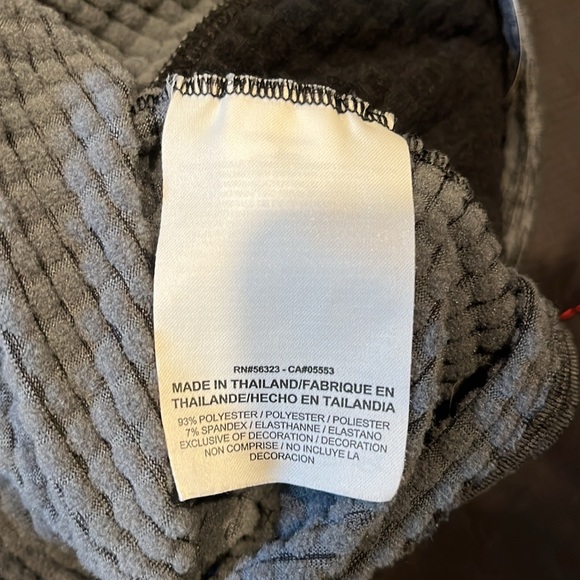 RN#56323 - CA#05553
MADE IN THAILAND/FABRIQUE EN
THAILANDE/HECHO EN TAILANDIA
93% POLYESTER / POLYESTER / POLIESTER
7% SPANDEX / ELASTHANNE / ELASTANO
EXCLUSIVE OF DECORATION / DECORATION
NON COMPRISE / NO INCLUYE LA
DECORACION